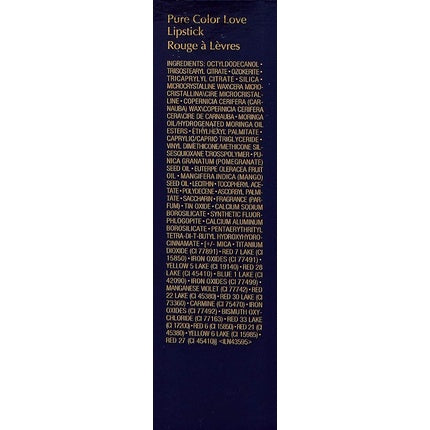 Pure Color Love
Lipstick
Rouge à Lèvres
INGREDIENTS: OCTYLDODECANOL •
TRIISOSTEARYL CITRATE • OZOKERITE •
TRICAPRYLYL CITRATE • SILICA •
MICROCRYSTALLINE WAX\CERA MICRO-
CRISTALLINA\CIRE MICROCRISTAL-
LINE • COPERNICIA CERIFERA (CAR-
NAUBA) WAX\COPERNICIA CERIFERA
CERA\CIRE DE CARNAUBA • MORINGA
OIL/HYDROGENATED MORINGA OIL
ESTERS • ETHYLHEXYL PALMITATE •
CAPRYLIC/CAPRIC TRIGLYCERIDE •
VINYL DIMETHICONE/METHICONE SIL-
SESQUIOXANE CROSSPOLYMER • PU-
NICA GRANATUM (POMEGRANATE)
SEED OIL • EUTERPE OLERACEA FRUIT
OIL • MANGIFERA INDICA (MANGO)
SEED OIL • LECITHIN • TOCOPHERYL ACE-
TATE • POLYDECENE • ASCORBYL PALMI-
TATE • SACCHARIN • FRAGRANCE (PAR-
FUM) • TIN OXIDE • CALCIUM SODIUM
BOROSILICATE • SYNTHETIC FLUOR-
PHLOGOPITE • CALCIUM ALUMINUM
BOROSILICATE • PENTAERYTHRITYL
TETRA-DI-T-BUTYL HYDROXYHYDRO-
CINNAMATE • [+/- MICA • TITANIUM
DIOXIDE (CI 77891) • RED 7 LAKE (CI
15850) • IRON OXIDES (CI 77491) •
YELLOW 5 LAKE (CI 19140) • RED 28
LAKE (CI 45410) • BLUE 1 LAKE (CI
42090) • IRON OXIDES (CI 77499) •
MANGANESE VIOLET (CI 77742) • RED
22 LAKE (CI 45380) • RED 30 LAKE (CI
73360) • CARMINE (CI 75470) • IRON
OXIDES (CI 77492) • BISMUTH OXY-
CHLORIDE (CI 77163) • RED 33 LAKE
(CI 17200) • RED 6 (CI 15850) • RED 21 (CI
45380) • YELLOW 6 LAKE (CI 15985) •
RED 27 (CI 45410)] <ILN43595>